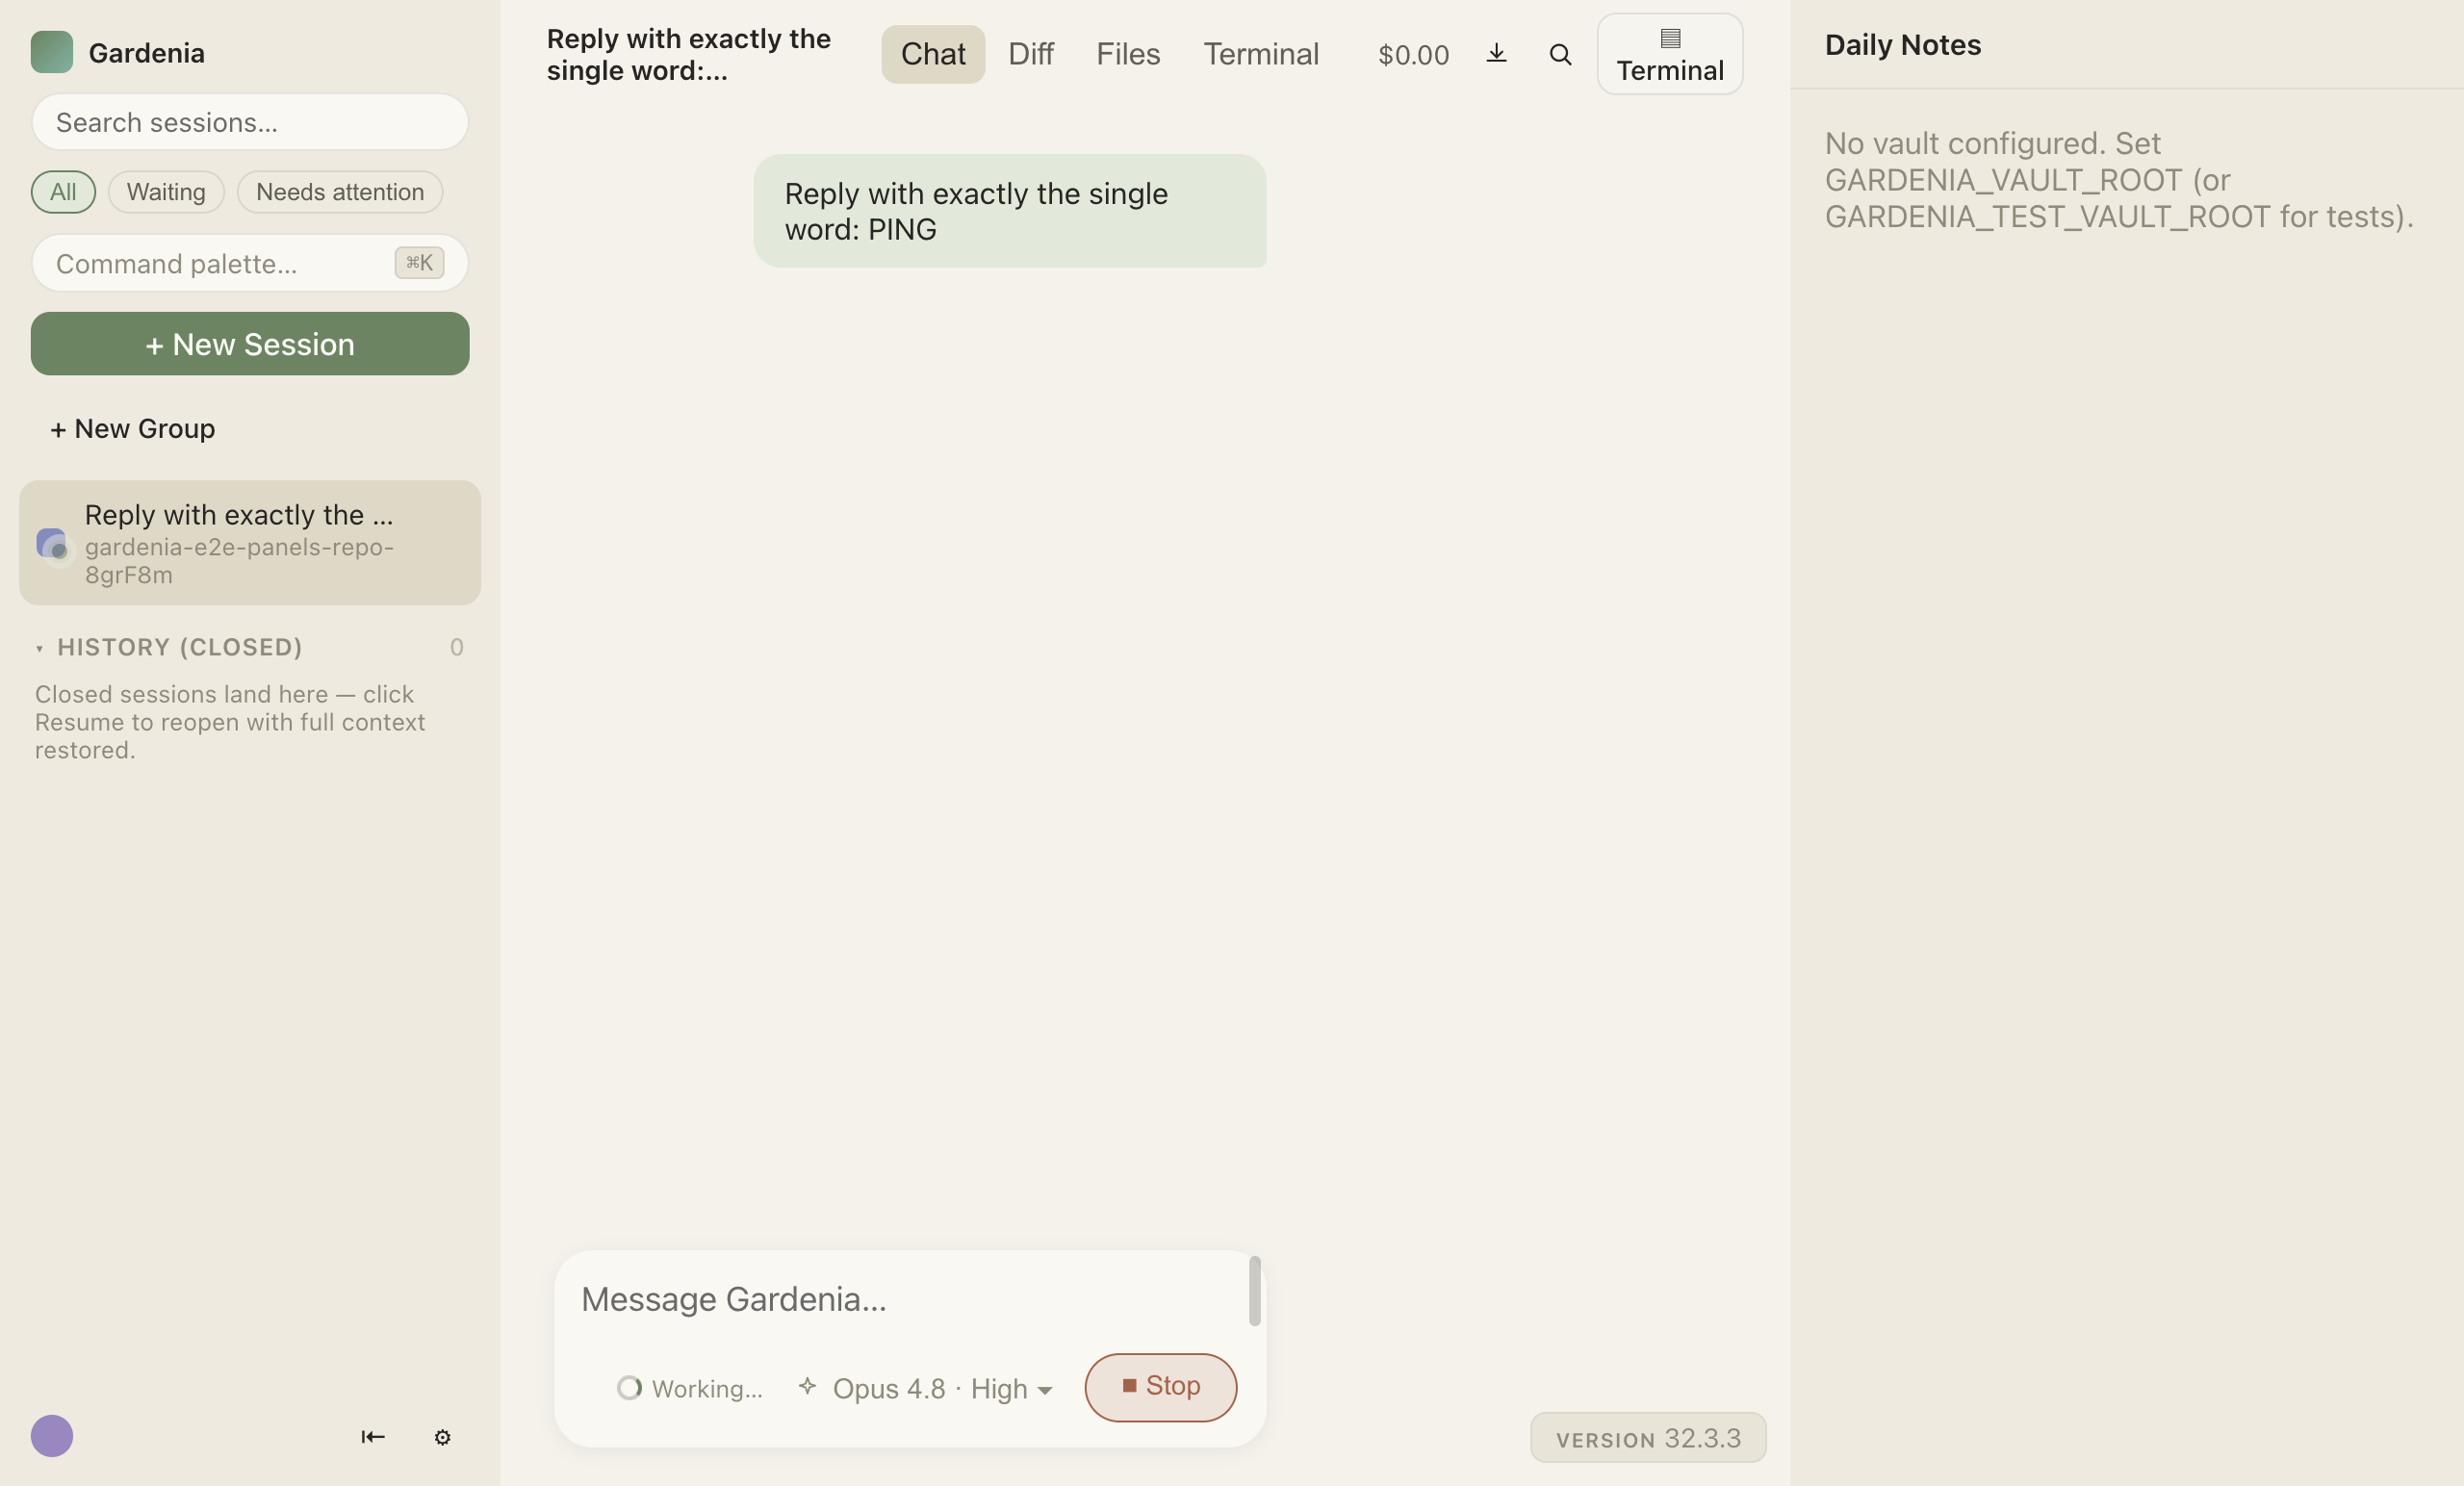 Gardenia
Search sessions...
All
Waiting
Needs attention
Command palette...
⌘K
+ New Session
+ New Group
Reply with exactly the ...
gardenia-e2e-panels-repo-
8grF8m
▾ HISTORY (CLOSED) 0
Closed sessions land here — click
Resume to reopen with full context
restored.
Reply with exactly the
single word:...
Chat
Diff
Files
Terminal
$0.00
Terminal
Reply with exactly the single
word: PING
Message Gardenia...
Working...
Opus 4.8 · High
Stop
VERSION 32.3.3
Daily Notes
No vault configured. Set
GARDENIA_VAULT_ROOT (or
GARDENIA_TEST_VAULT_ROOT for tests).